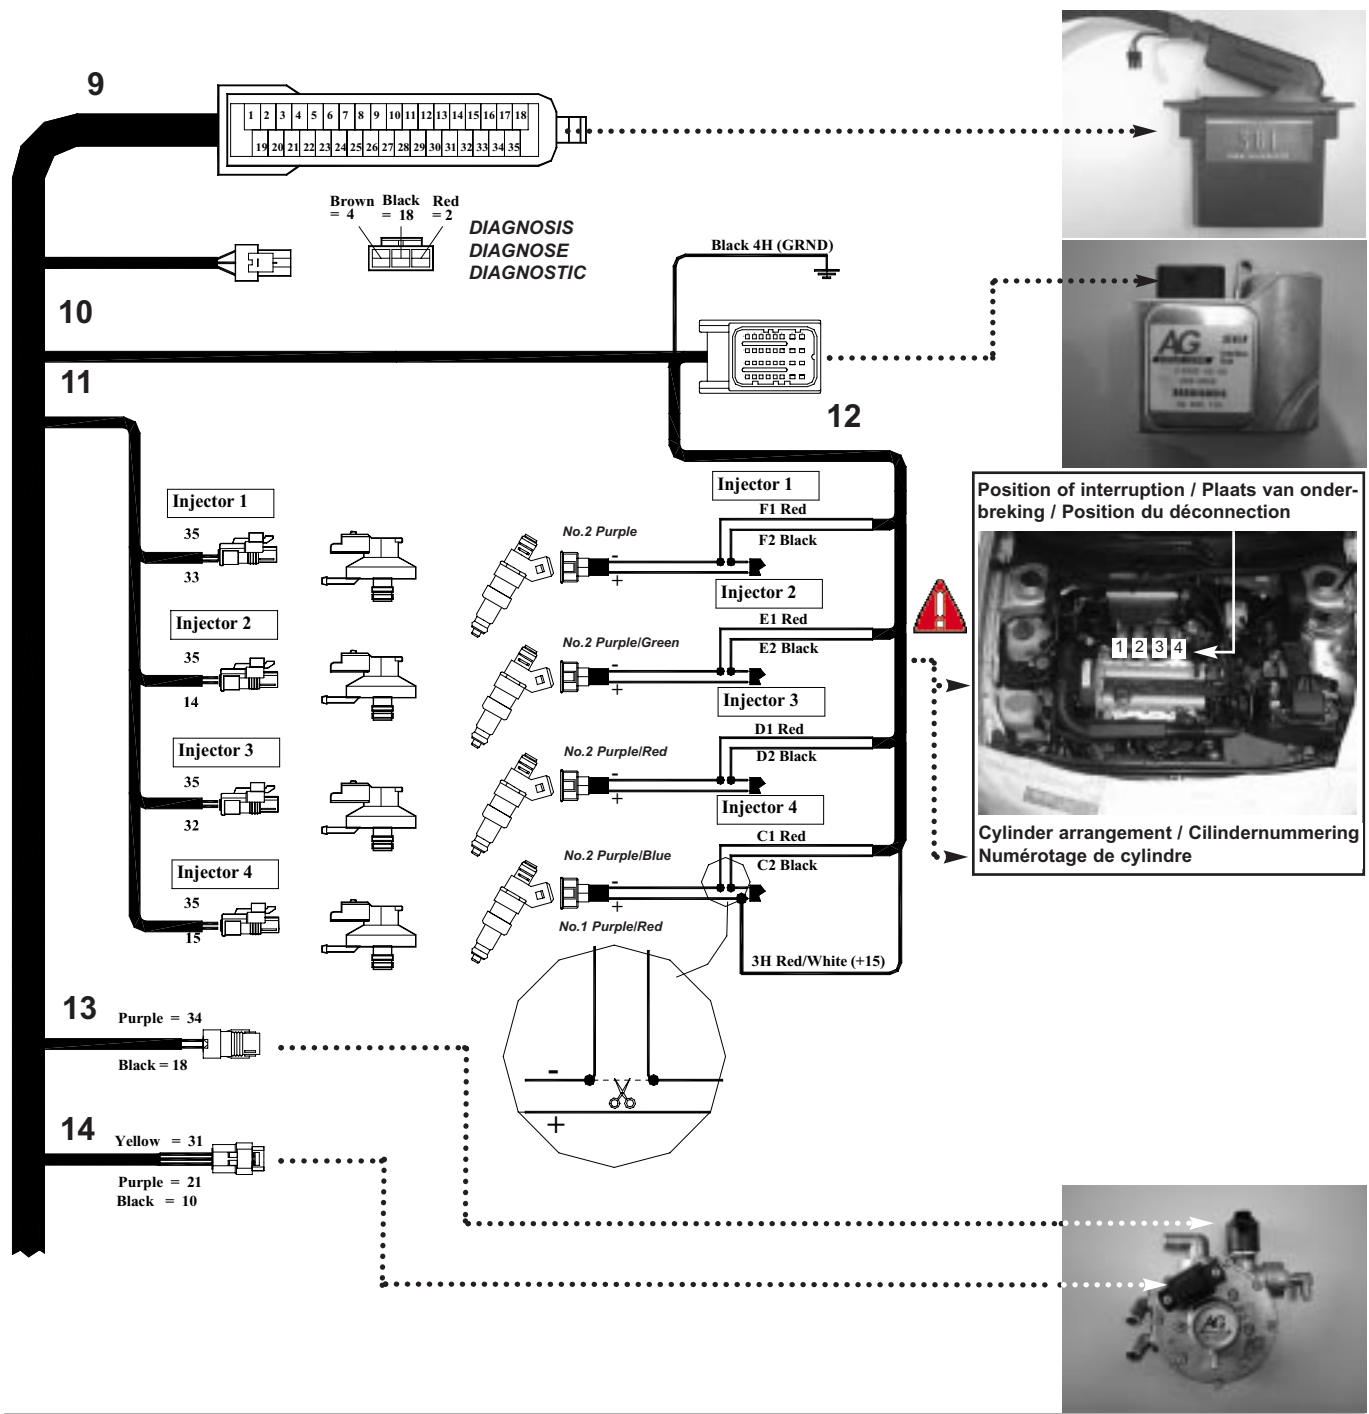 9
1 2 3 4 5 6 7 8 9 10 11 12 13 14 15 16 17 18
19 20 21 22 23 24 25 26 27 28 29 30 31 32 33 34 35
Brown Black Red
= 4 = 18 = 2
DIAGNOSIS
DIAGNOSE
DIAGNOSTIC
Black 4H (GRND)
10
11
12
AG
Injector 1
35
33
Injector 2
35
14
Injector 3
35
32
Injector 4
35
15
No.2 Purple
-
+
Injector 1
F1 Red
F2 Black
No.2 Purple/Green
-
+
Injector 2
E1 Red
E2 Black
No.2 Purple/Red
-
+
Injector 3
D1 Red
D2 Black
No.2 Purple/Blue
-
+
Injector 4
C1 Red
C2 Black
No.1 Purple/Red
3H Red/White (+15)
-
+
Position of interruption / Plaats van onder-
breking / Position du déconnection
1 2 3 4
Cylinder arrangement / Cilindernummering
Numérotage de cylindre
13
Purple = 34
Black = 18
14
Yellow = 31
Purple = 21
Black = 10
AG